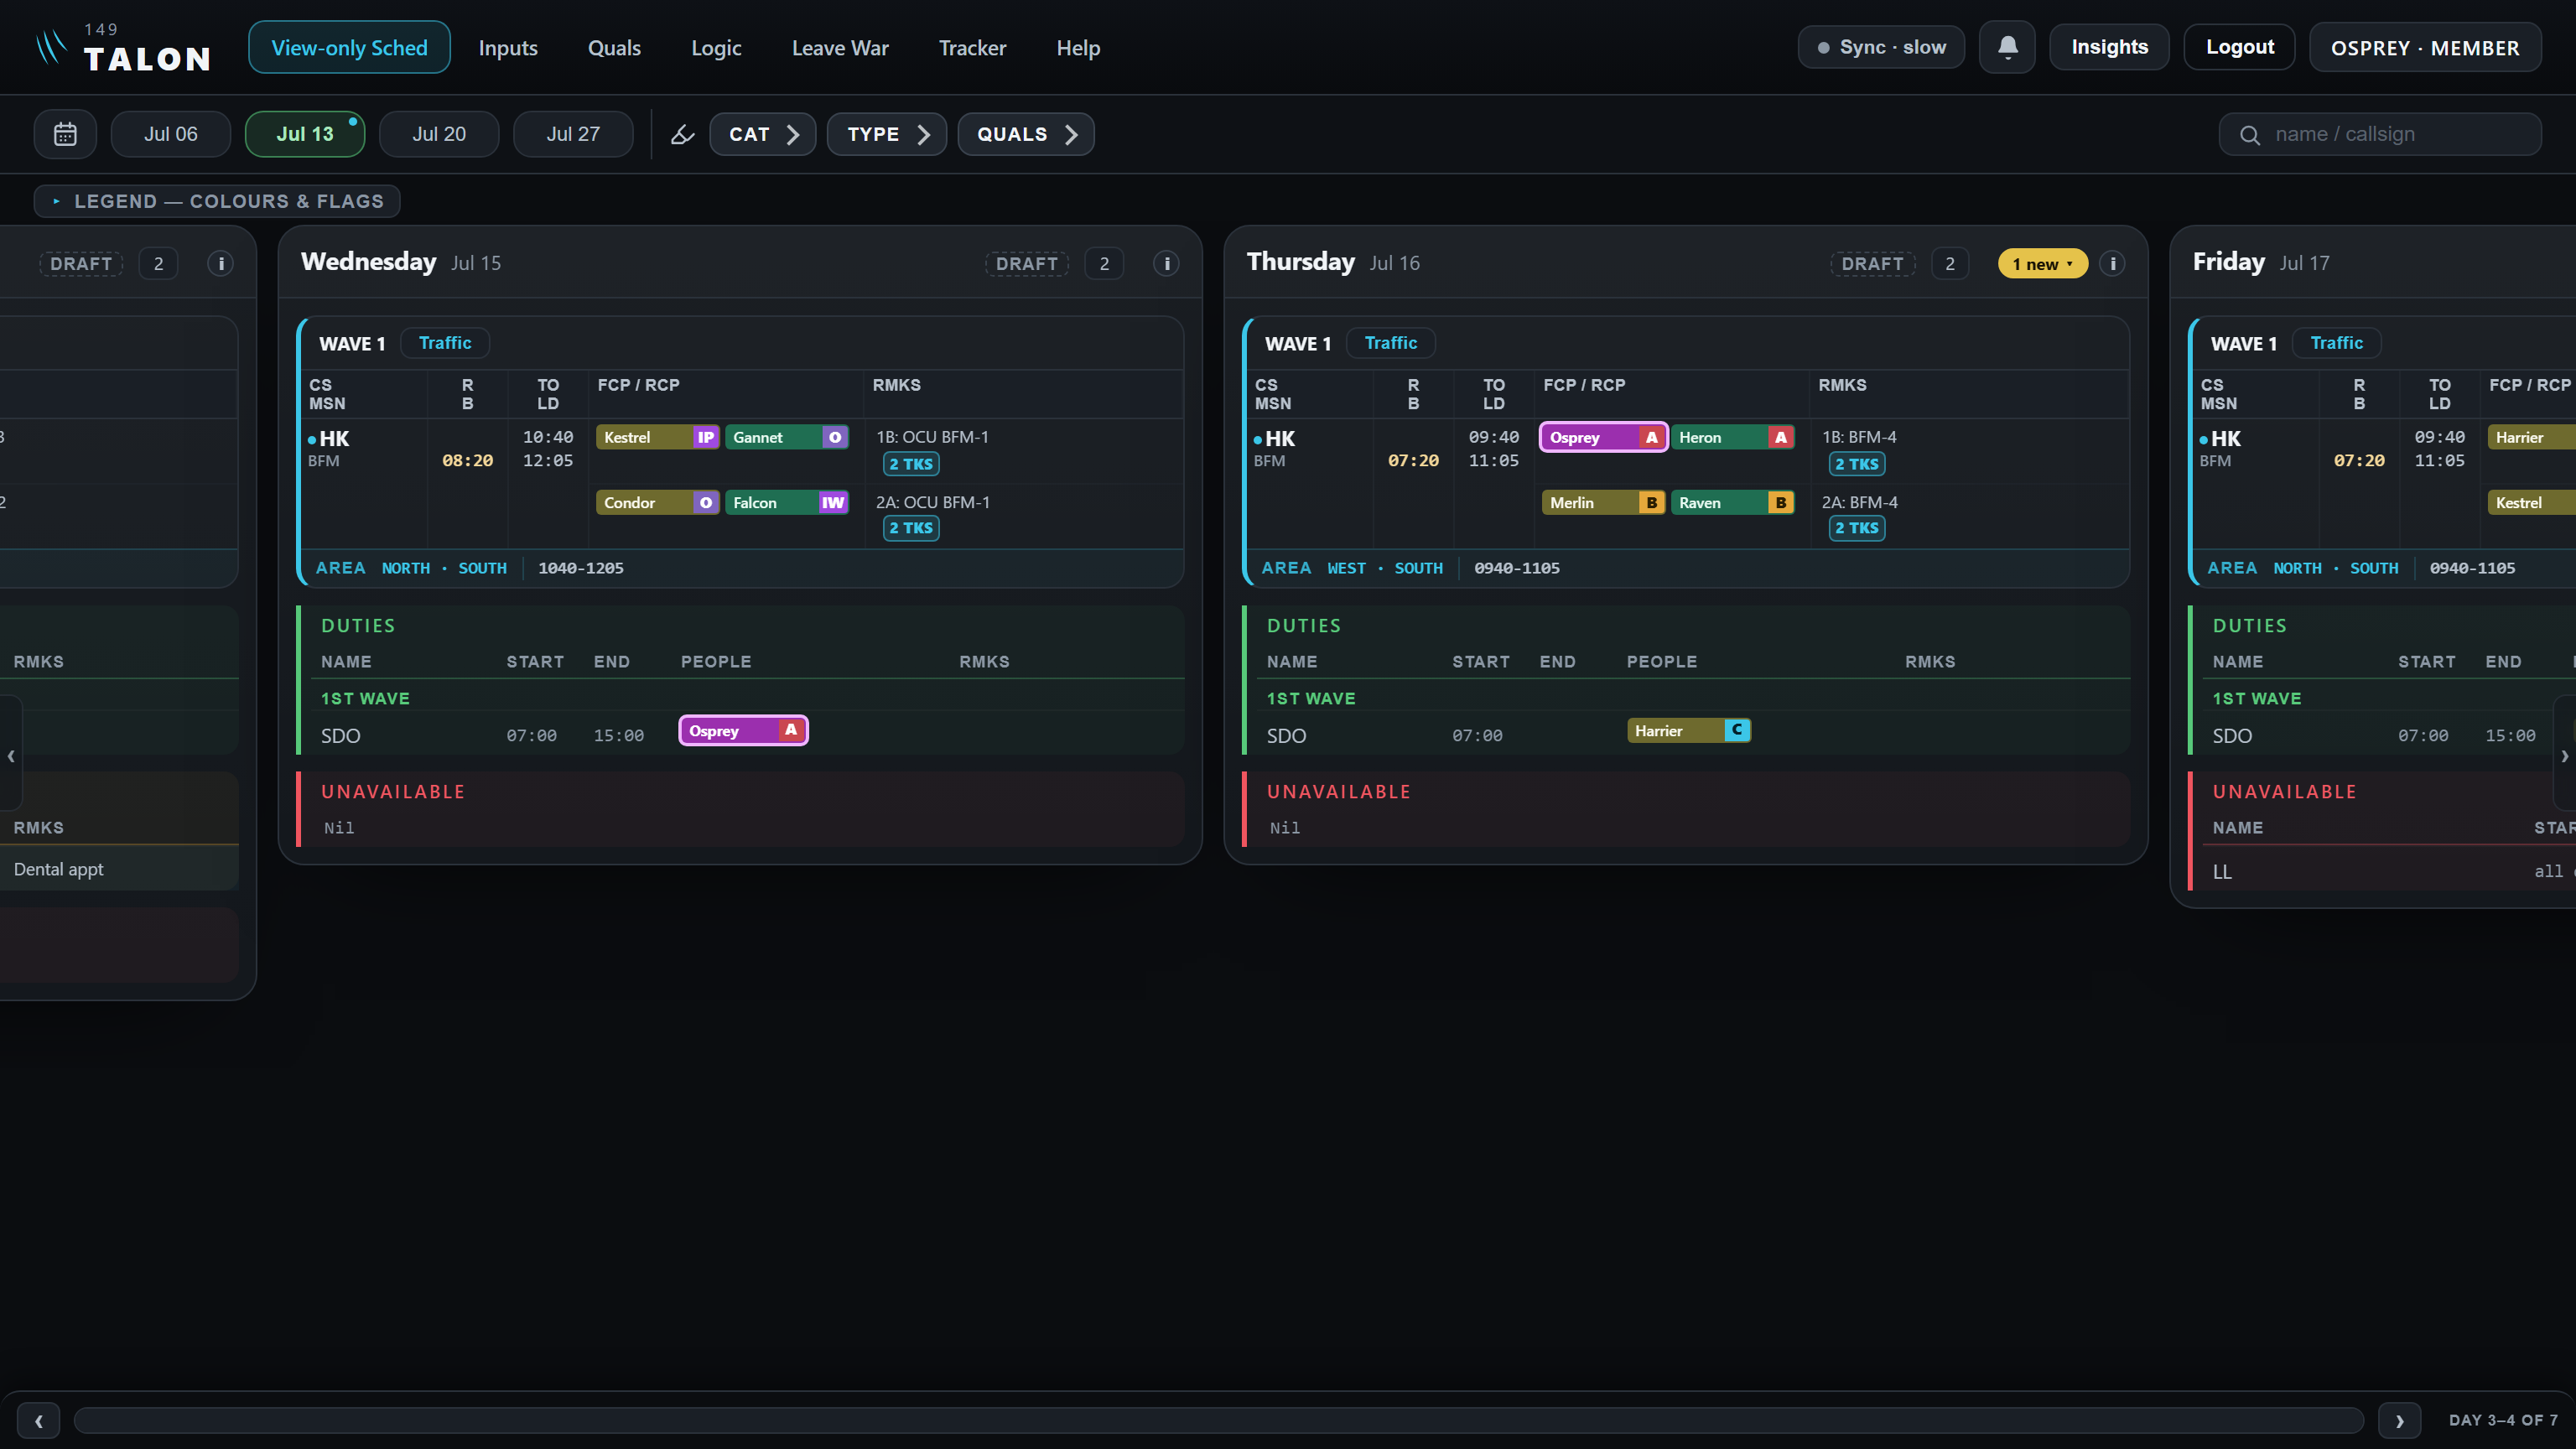 149
TALON
View-only Sched
Inputs
Quals
Logic
Leave War
Tracker
Help
Sync · slow
Insights
Logout
OSPREY · MEMBER
Jul 06
Jul 13
Jul 20
Jul 27
CAT
TYPE
QUALS
name / callsign
LEGEND — COLOURS & FLAGS
DRAFT 2 i
3
2
RMKS
RMKS
Dental appt
Wednesday Jul 15 DRAFT 2 i
WAVE 1 Traffic
CS R TO FCP / RCP RMKS
MSN B LD
HK 10:40 Kestrel IP Gannet O 1B: OCU BFM-1
BFM 08:20 12:05 2 TKS
Condor O Falcon IW 2A: OCU BFM-1
2 TKS
AREA NORTH · SOUTH 1040-1205
DUTIES
NAME START END PEOPLE RMKS
1ST WAVE
SDO 07:00 15:00 Osprey A
UNAVAILABLE
Nil
Thursday Jul 16 DRAFT 2 1 new i
WAVE 1 Traffic
CS R TO FCP / RCP RMKS
MSN B LD
HK 09:40 Osprey A Heron A 1B: BFM-4
BFM 07:20 11:05 2 TKS
Merlin B Raven B 2A: BFM-4
2 TKS
AREA WEST · SOUTH 0940-1105
DUTIES
NAME START END PEOPLE RMKS
1ST WAVE
SDO 07:00 Harrier C
UNAVAILABLE
Nil
Friday Jul 17
WAVE 1 Traffic
CS R TO FCP / RCP
MSN B LD
HK 09:40 Harrier
BFM 07:20 11:05
Kestrel
AREA NORTH · SOUTH 0940-1105
DUTIES
NAME START END
1ST WAVE
SDO 07:00 15:00
UNAVAILABLE
NAME
LL all
DAY 3–4 OF 7